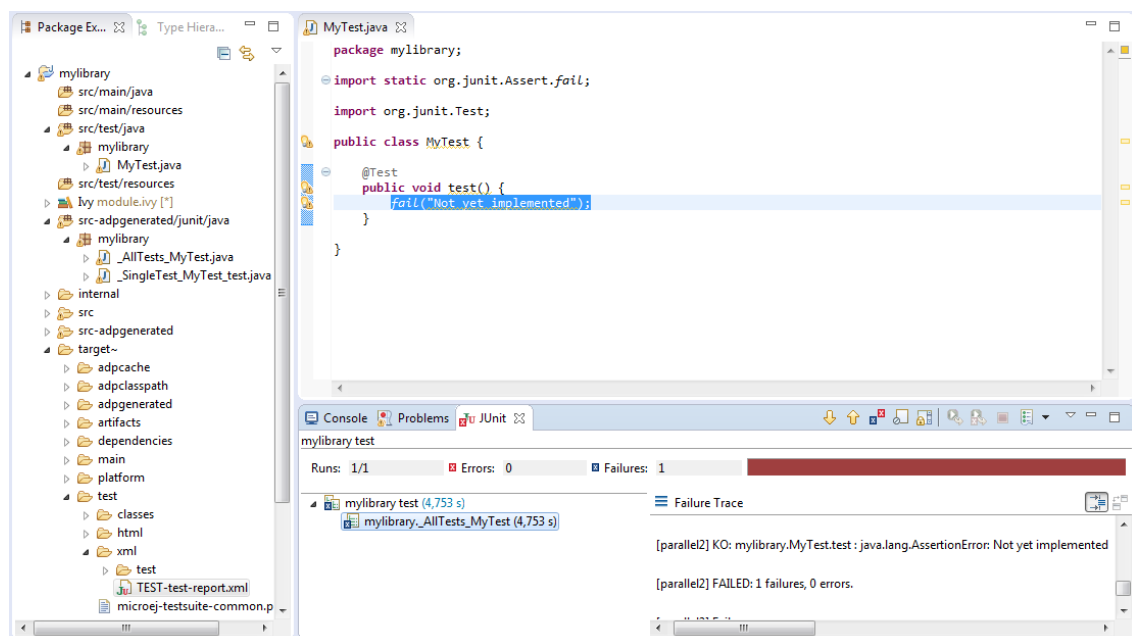 Package Ex...
Type Hiera...
mylibrary
src/main/java
src/main/resources
src/test/java
mylibrary
MyTest.java
src/test/resources
Ivy module.ivy [*]
src-adpgenerated/junit/java
mylibrary
_AllTests_MyTest.java
_SingleTest_MyTest_test.java
internal
src
src-adpgenerated
target~
adpcache
adpclasspath
adpgenerated
artifacts
dependencies
main
platform
test
classes
html
xml
test
TEST-test-report.xml
microej-testsuite-common.p
MyTest.java
package mylibrary;
import static org.junit.Assert.fail;
import org.junit.Test;
public class MyTest {
@Test
public void test() {
fail("Not yet implemented");
}
}
Console Problems JUnit
mylibrary test
Runs: 1/1 Errors: 0 Failures: 1
mylibrary test (4,753 s)
mylibrary._AllTests_MyTest (4,753 s)
Failure Trace
[parallel2] KO: mylibrary.MyTest.test : java.lang.AssertionError: Not yet implemented
[parallel2] FAILED: 1 failures, 0 errors.